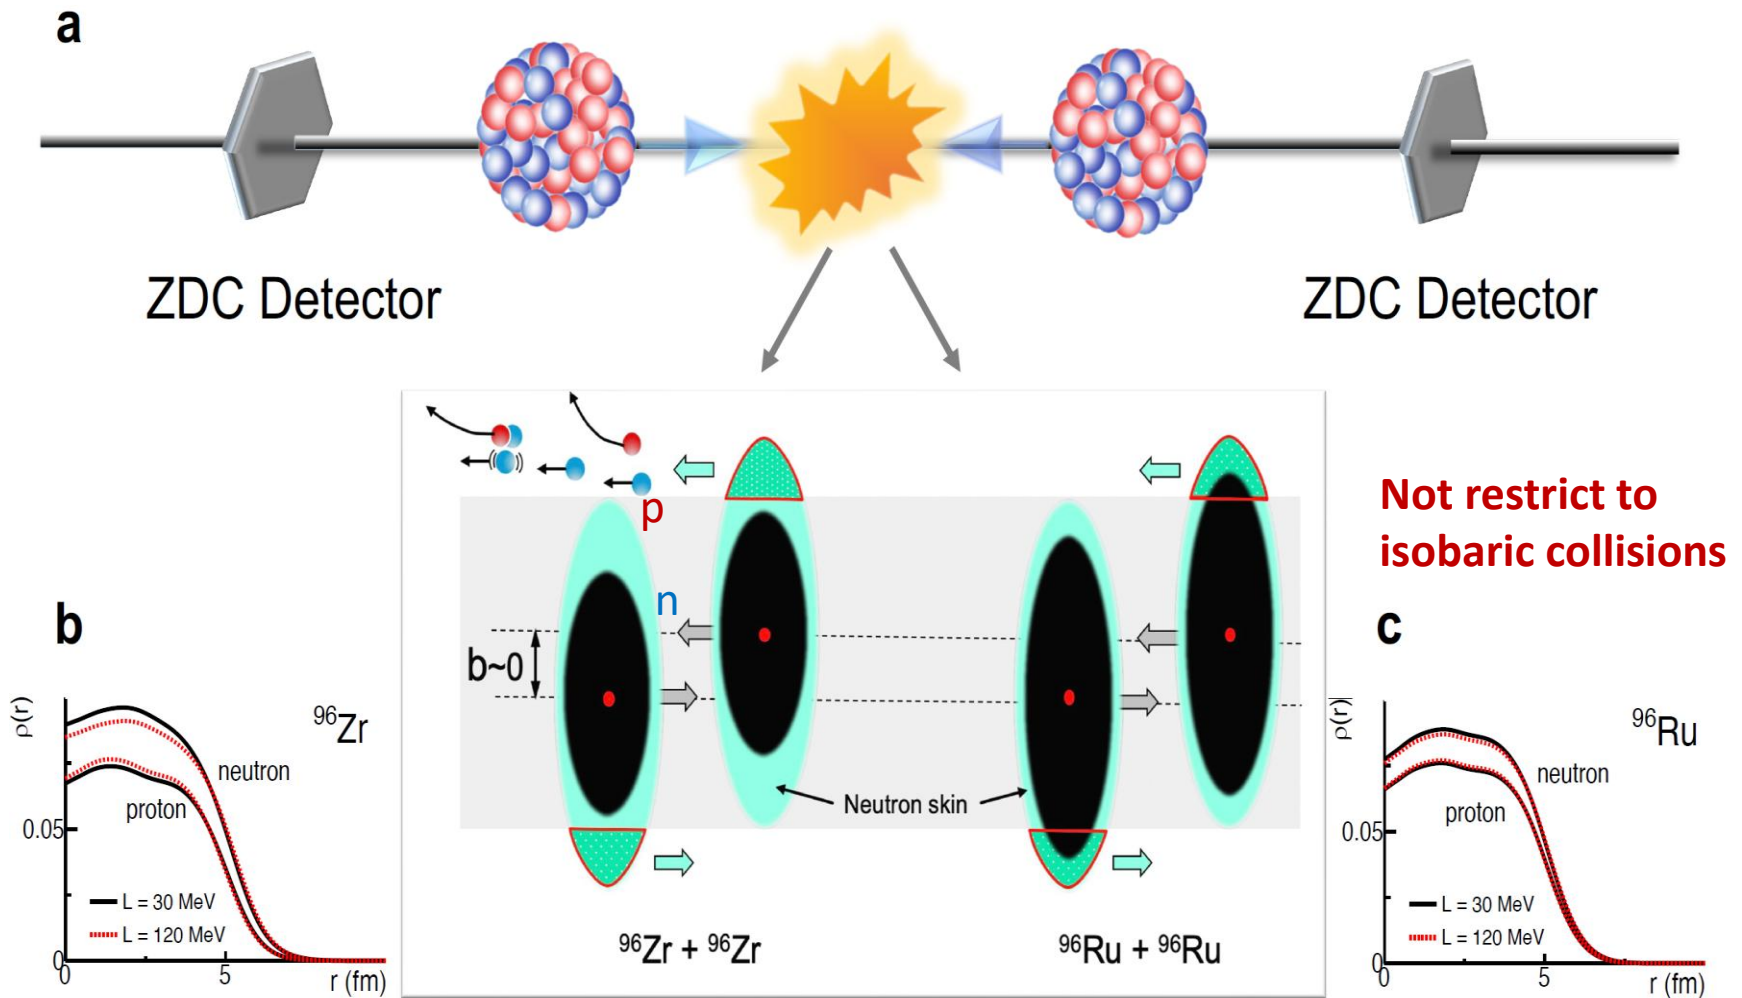 a
ZDC Detector
ZDC Detector
p
n
b~0
Neutron skin
⁹⁶Zr + ⁹⁶Zr
⁹⁶Ru + ⁹⁶Ru
Not restrict to
isobaric collisions
b
ρ(r)
⁹⁶Zr
neutron
proton
0.05
L = 30 MeV
L = 120 MeV
0
0
5
r (fm)
c
ρ(r)
⁹⁶Ru
neutron
proton
0.05
L = 30 MeV
L = 120 MeV
0
0
5
r (fm)